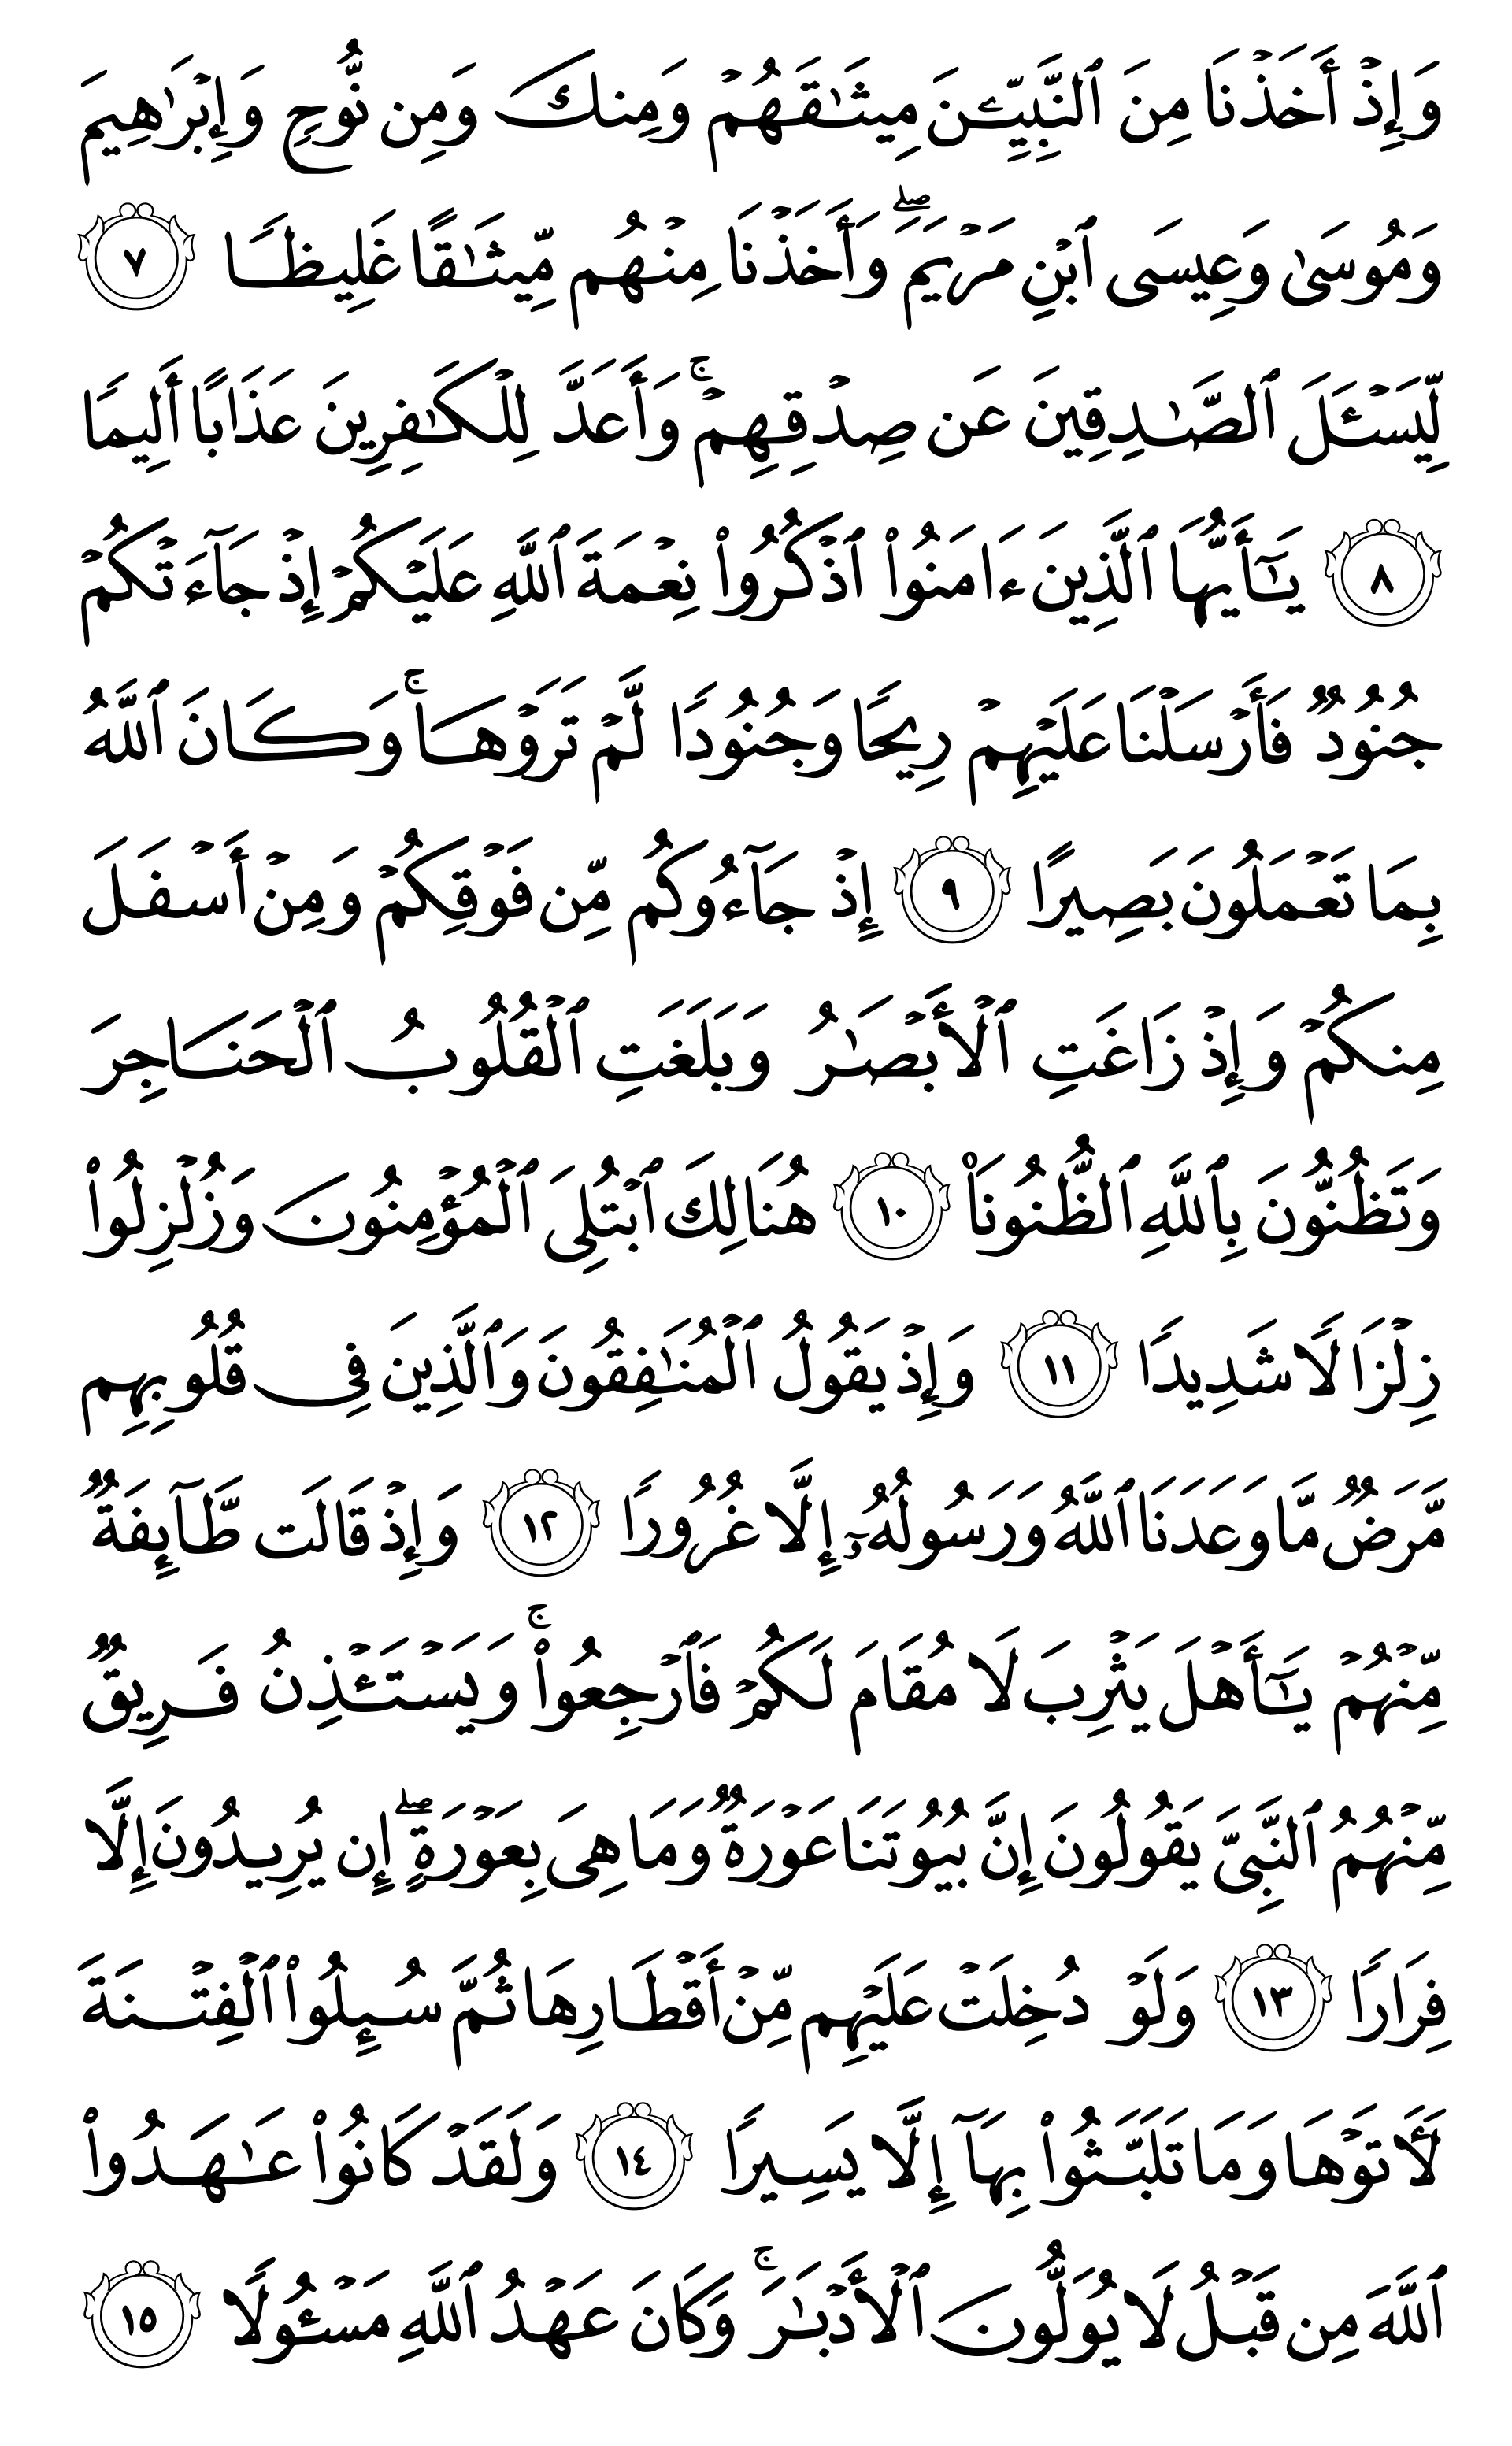 وَإِذۡ أَخَذۡنَا مِنَ ٱلنَّبِيِّـۧنَ مِيثَٰقَهُمۡ وَمِنكَ وَمِن نُّوحٖ وَإِبۡرَٰهِيمَ
وَمُوسَىٰ وَعِيسَى ٱبۡنِ مَرۡيَمَۖ وَأَخَذۡنَا مِنۡهُم مِّيثَٰقًا غَلِيظٗا ٧
لِّيَسۡـَٔلَ ٱلصَّٰدِقِينَ عَن صِدۡقِهِمۡۚ وَأَعَدَّ لِلۡكَٰفِرِينَ عَذَابًا أَلِيمٗا
٨ يَٰٓأَيُّهَا ٱلَّذِينَ ءَامَنُواْ ٱذۡكُرُواْ نِعۡمَةَ ٱللَّهِ عَلَيۡكُمۡ إِذۡ جَآءَتۡكُمۡ
جُنُودٞ فَأَرۡسَلۡنَا عَلَيۡهِمۡ رِيحٗا وَجُنُودٗا لَّمۡ تَرَوۡهَاۚ وَكَانَ ٱللَّهُ
بِمَا تَعۡمَلُونَ بَصِيرًا ٩ إِذۡ جَآءُوكُم مِّن فَوۡقِكُمۡ وَمِنۡ أَسۡفَلَ
مِنكُمۡ وَإِذۡ زَاغَتِ ٱلۡأَبۡصَٰرُ وَبَلَغَتِ ٱلۡقُلُوبُ ٱلۡحَنَاجِرَ
وَتَظُنُّونَ بِٱللَّهِ ٱلظُّنُونَا۠ ١٠ هُنَالِكَ ٱبۡتُلِيَ ٱلۡمُؤۡمِنُونَ وَزُلۡزِلُواْ
زِلۡزَالٗا شَدِيدٗا ١١ وَإِذۡ يَقُولُ ٱلۡمُنَٰفِقُونَ وَٱلَّذِينَ فِي قُلُوبِهِم
مَّرَضٞ مَّا وَعَدَنَا ٱللَّهُ وَرَسُولُهُۥٓ إِلَّا غُرُورٗا ١٢ وَإِذۡ قَالَت طَّآئِفَةٞ
مِّنۡهُمۡ يَٰٓأَهۡلَ يَثۡرِبَ لَا مُقَامَ لَكُمۡ فَٱرۡجِعُواْۚ وَيَسۡتَـٔۡذِنُ فَرِيقٞ
مِّنۡهُمُ ٱلنَّبِيَّ يَقُولُونَ إِنَّ بُيُوتَنَا عَوۡرَةٞ وَمَا هِيَ بِعَوۡرَةٍۖ إِن يُرِيدُونَ إِلَّا
فِرَارٗا ١٣ وَلَوۡ دُخِلَتۡ عَلَيۡهِم مِّنۡ أَقۡطَارِهَا ثُمَّ سُئِلُواْ ٱلۡفِتۡنَةَ
لَأٓتَوۡهَا وَمَا تَلَبَّثُواْ بِهَآ إِلَّا يَسِيرٗا ١٤ وَلَقَدۡ كَانُواْ عَٰهَدُواْ
ٱللَّهَ مِن قَبۡلُ لَا يُوَلُّونَ ٱلۡأَدۡبَٰرَۚ وَكَانَ عَهۡدُ ٱللَّهِ مَسۡـُٔولٗا ١٥